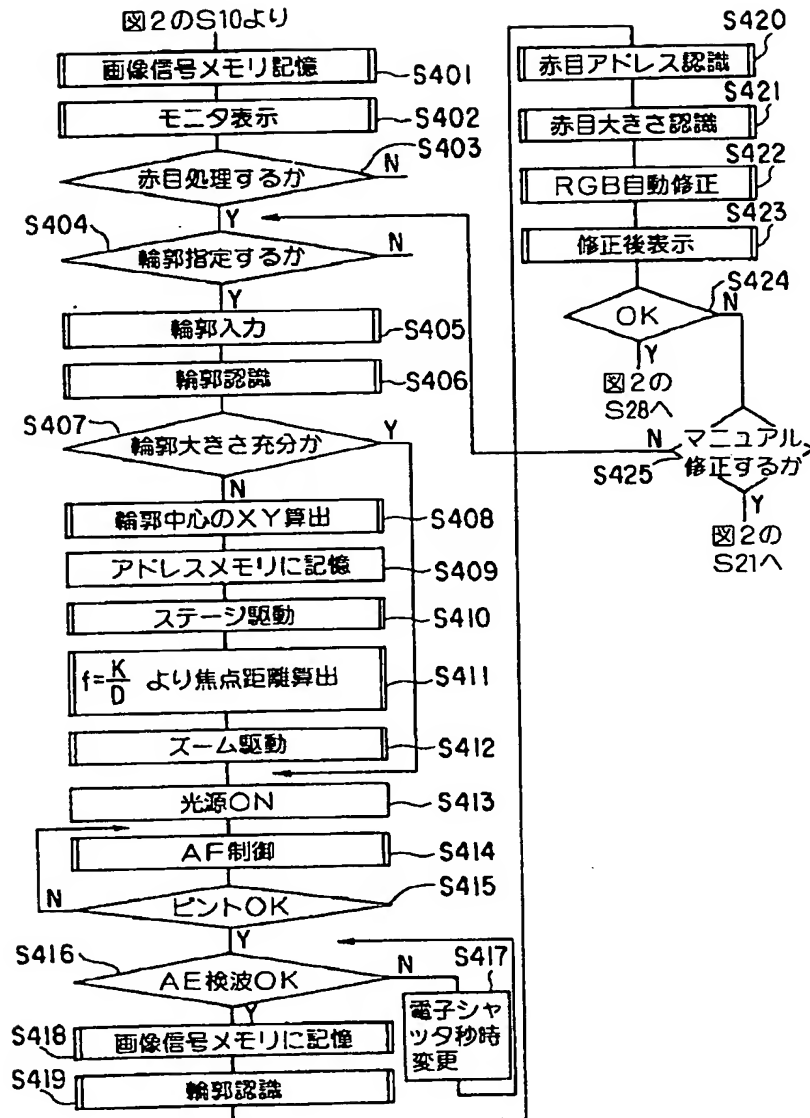 図2のS10より
画像信号メモリ記憶
S401
モニタ表示
S402
赤目処理するか
S403
N
Y
S404
輪郭指定するか
N
Y
輪郭入力
S405
輪郭認識
S406
S407
輪郭大きさ充分か
Y
N
輪郭中心のXY算出
S408
アドレスメモリに記憶
S409
ステージ駆動
S410
f=K/D より焦点距離算出
S411
ズーム駆動
S412
光源ON
S413
AF制御
S414
ピントOK
S415
N
Y
S416
AE検波OK
N
S417
電子シャ
ッタ秒時
変更
Y
S418
画像信号メモリに記憶
S419
輪郭認識
S420
赤目アドレス認識
S421
赤目大きさ認識
S422
RGB自動修正
S423
修正後表示
S424
OK
N
Y
図2の
S28へ
N
マニュアル
修正するか
S425
Y
図2の
S21へ